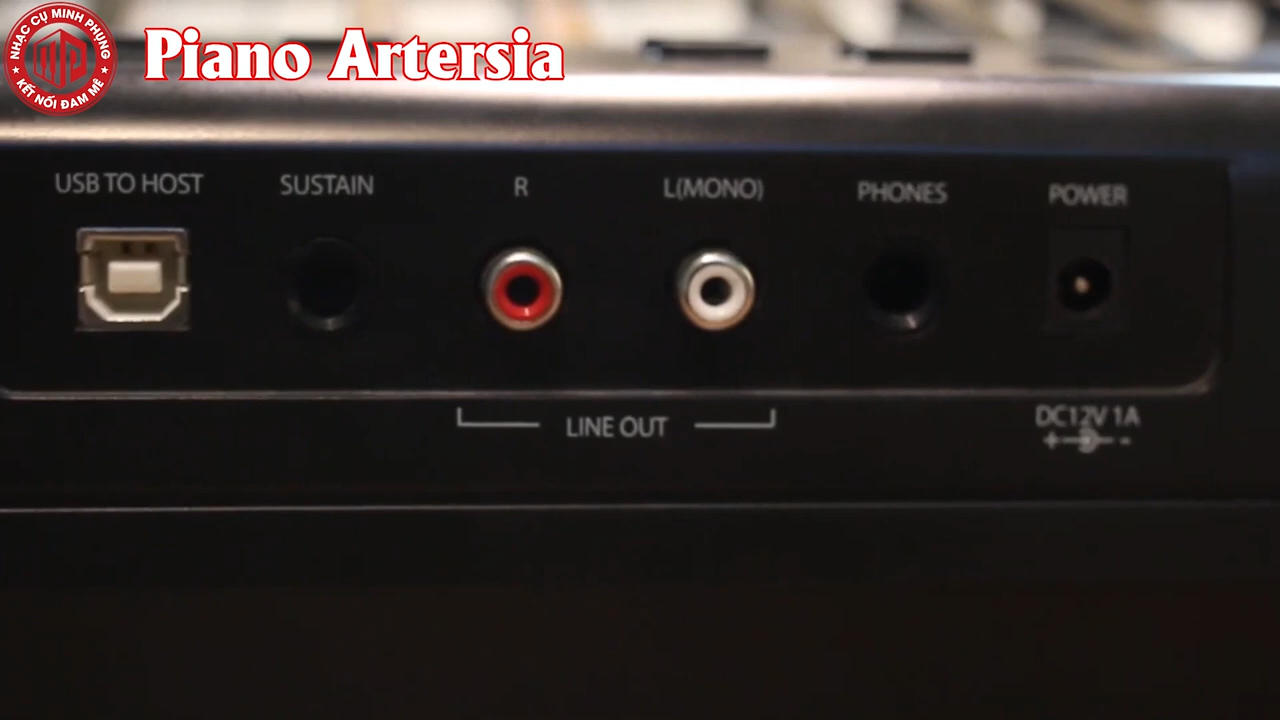 NHẠC CỤ MINH PHỤNG
KẾT NỐI ĐAM MÊ
Piano Artersia
USB TO HOST
SUSTAIN
R
L(MONO)
PHONES
POWER
LINE OUT
DC12V 1A
+ -